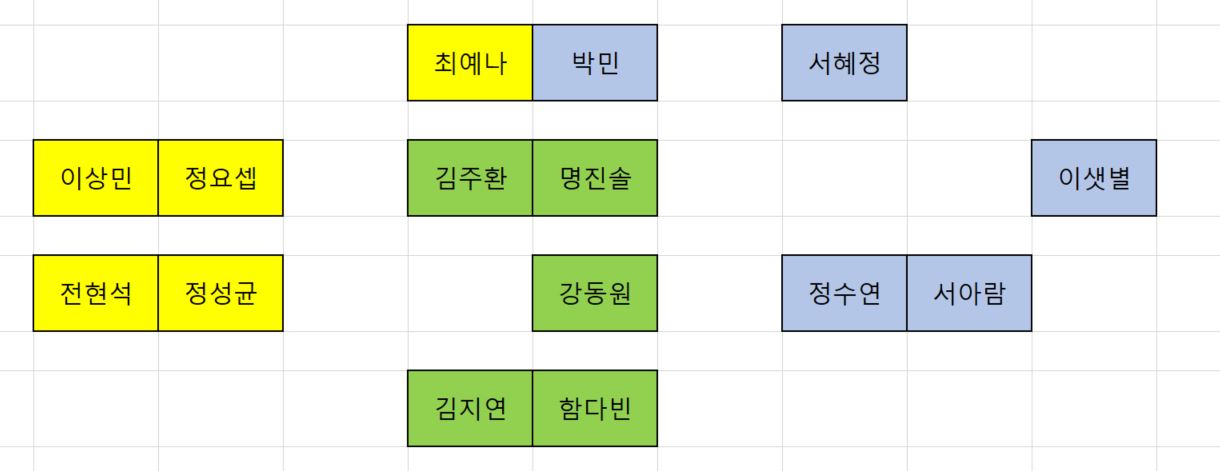 최예나 박민 서혜정
이상민 정요셉 김주환 명진솔 이샛별
전현석 정성균 강동원 정수연 서아람
김지연 함다빈